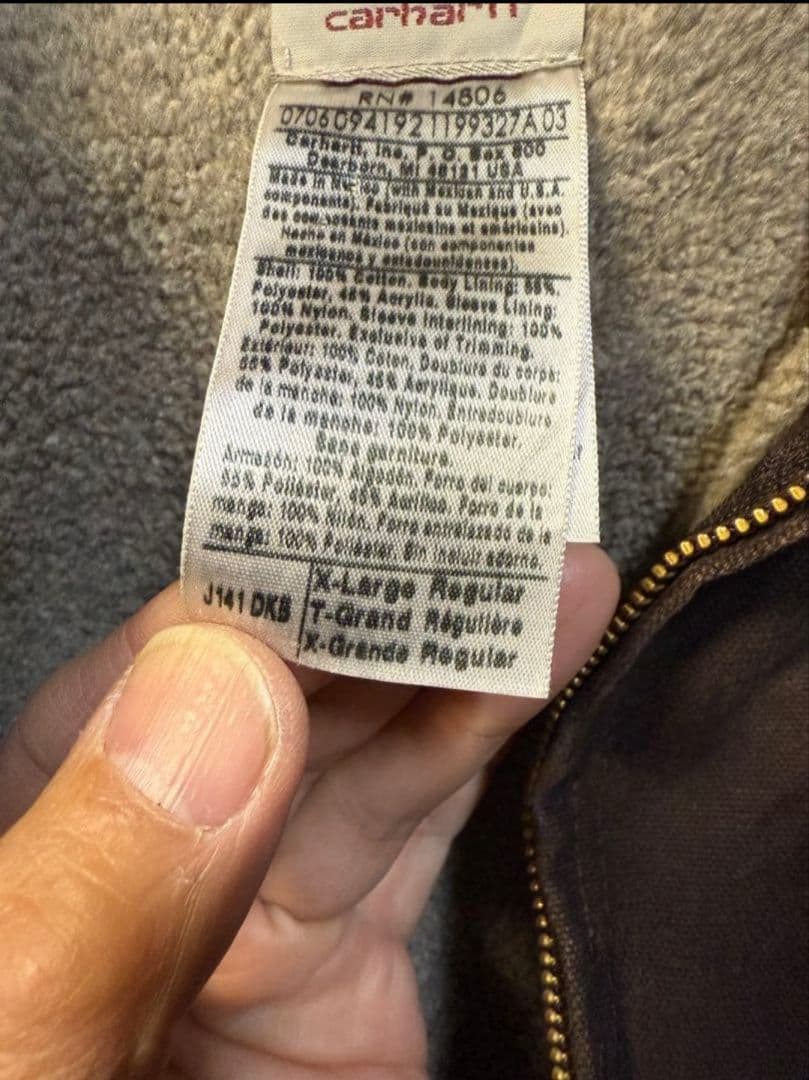 carhartt
RN# 14806
0706094192 1199327A 03
Carhartt, Inc., P.O. Box 600
Dearborn, MI 48121 USA
Made in Mexico (with Mexican and U.S.A.
components). Fabriqué au Mexique (avec
des composants mexicains et américains).
Hecho en México (con componentes
mexicanos y estadounidenses).
Shell: 100% Cotton. Body Lining: 55%
Polyester, 45% Acrylic. Sleeve Lining:
100% Nylon. Sleeve Interlining: 100%
Polyester. Exclusive of Trimming.
Extérieur: 100% Coton. Doublure du corps:
55% Polyester, 45% Acrylique. Doublure
de la manche: 100% Nylon. Entredoublure
de la manche: 100% Polyester.
Sans garniture.
Armazón: 100% Algodón. Forro del cuerpo:
55% Poliéster, 45% Acrílico. Forro de la
manga: 100% Nilón. Forro entrelazado de la
manga: 100% Poliéster. Sin incluir adorno.
J141 DKB
X-Large Regular
T-Grand Régulière
X-Grande Regular